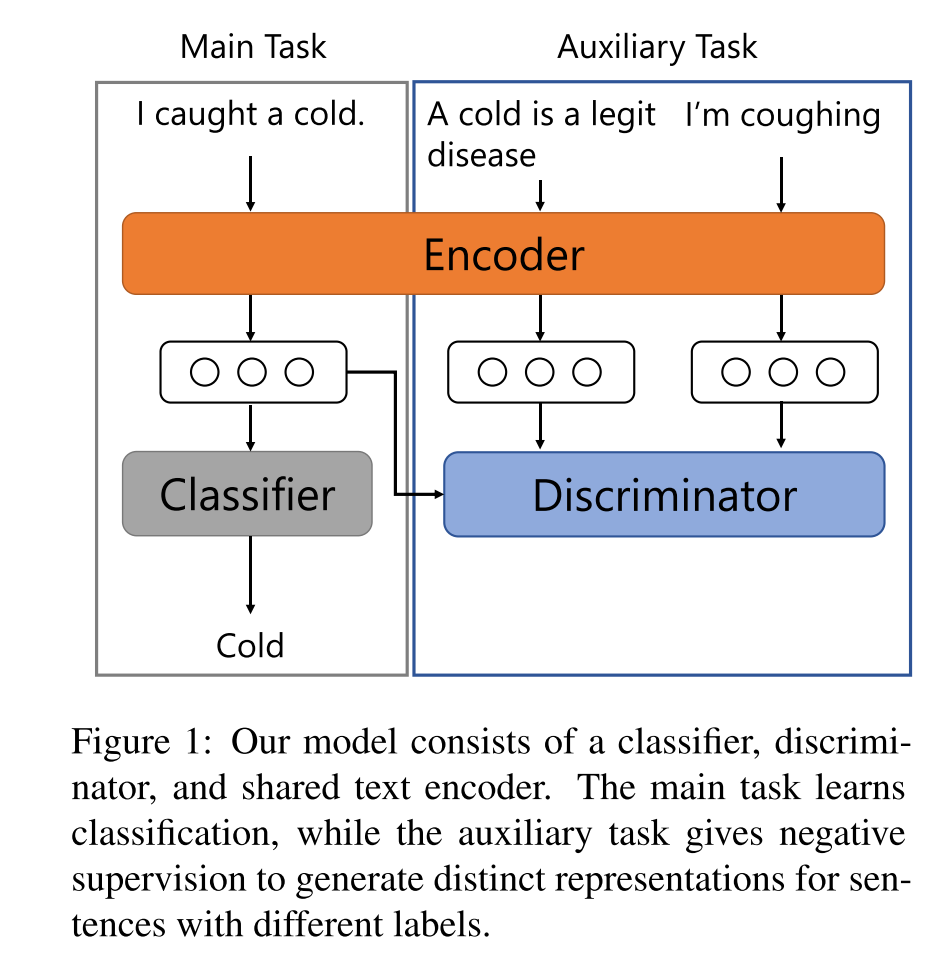 Main Task
Auxiliary Task
I caught a cold.
A cold is a legit
disease
I'm coughing
Encoder
Classifier
Discriminator
Cold
Figure 1: Our model consists of a classifier, discrimi-
nator, and shared text encoder. The main task learns
classification, while the auxiliary task gives negative
supervision to generate distinct representations for sen-
tences with different labels.